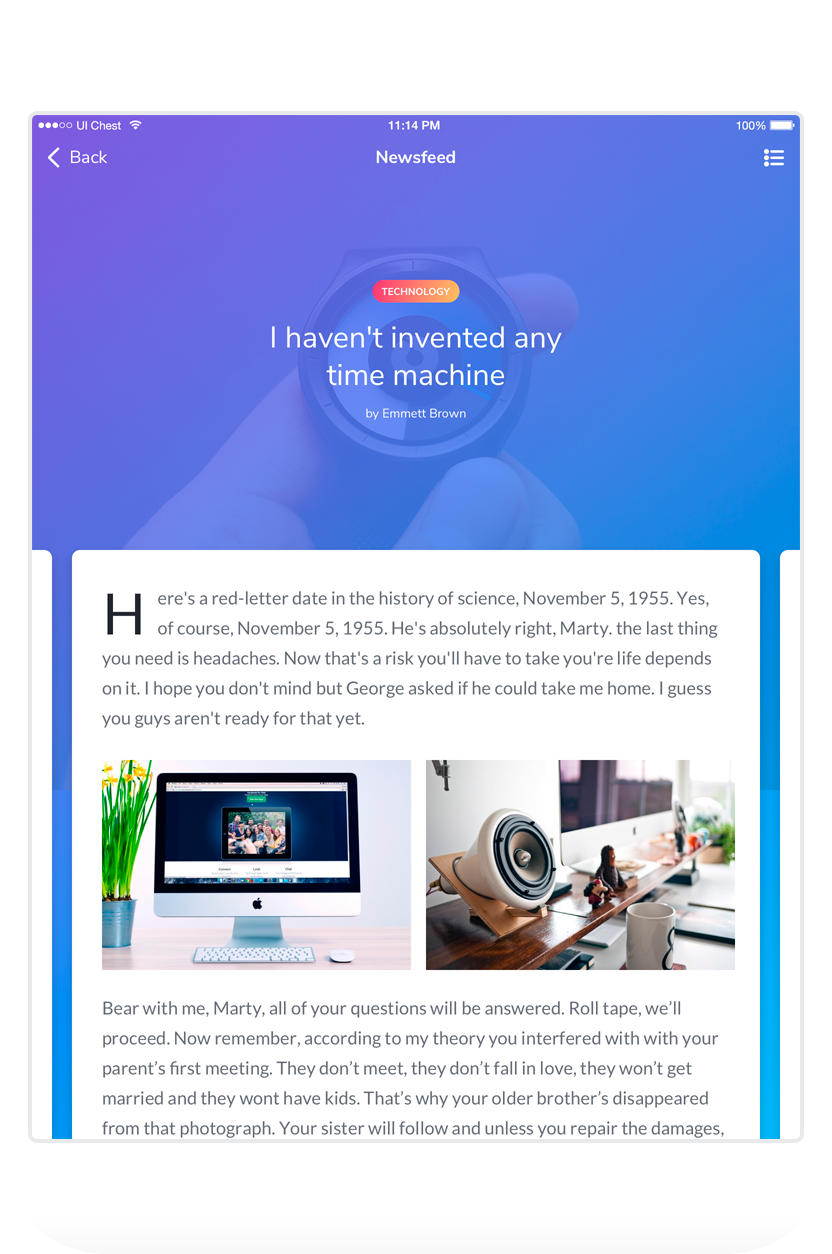 UI Chest
11:14 PM
100%
Back
Newsfeed
TECHNOLOGY
I haven't invented any
time machine
by Emmett Brown
Here's a red-letter date in the history of science, November 5, 1955. Yes,
of course, November 5, 1955. He's absolutely right, Marty. the last thing
you need is headaches. Now that's a risk you'll have to take you're life depends
on it. I hope you don't mind but George asked if he could take me home. I guess
you guys aren't ready for that yet.
Bear with me, Marty, all of your questions will be answered. Roll tape, we’ll
proceed. Now remember, according to my theory you interfered with with your
parent’s first meeting. They don’t meet, they don’t fall in love, they won’t get
married and they wont have kids. That’s why your older brother’s disappeared
from that photograph. Your sister will follow and unless you repair the damages,